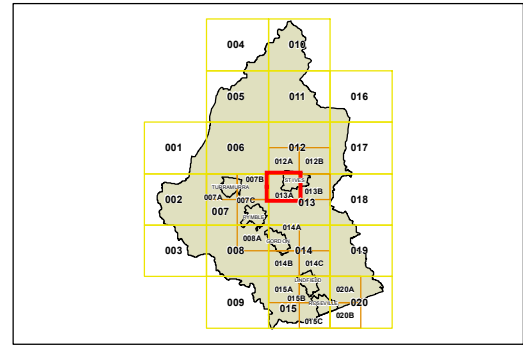 004 010
005 011 016
001 006 012 017
012A 012B
007B ST IVES
TURRAMURRA
002 007A 007C 013A 013B 018
007 013
PYMBLE
014A
008A GORDON
003 008 014 019
014B 014C
LINDFIELD
015A 020A
009 015B ROSEVILLE 020
015 015C 020B